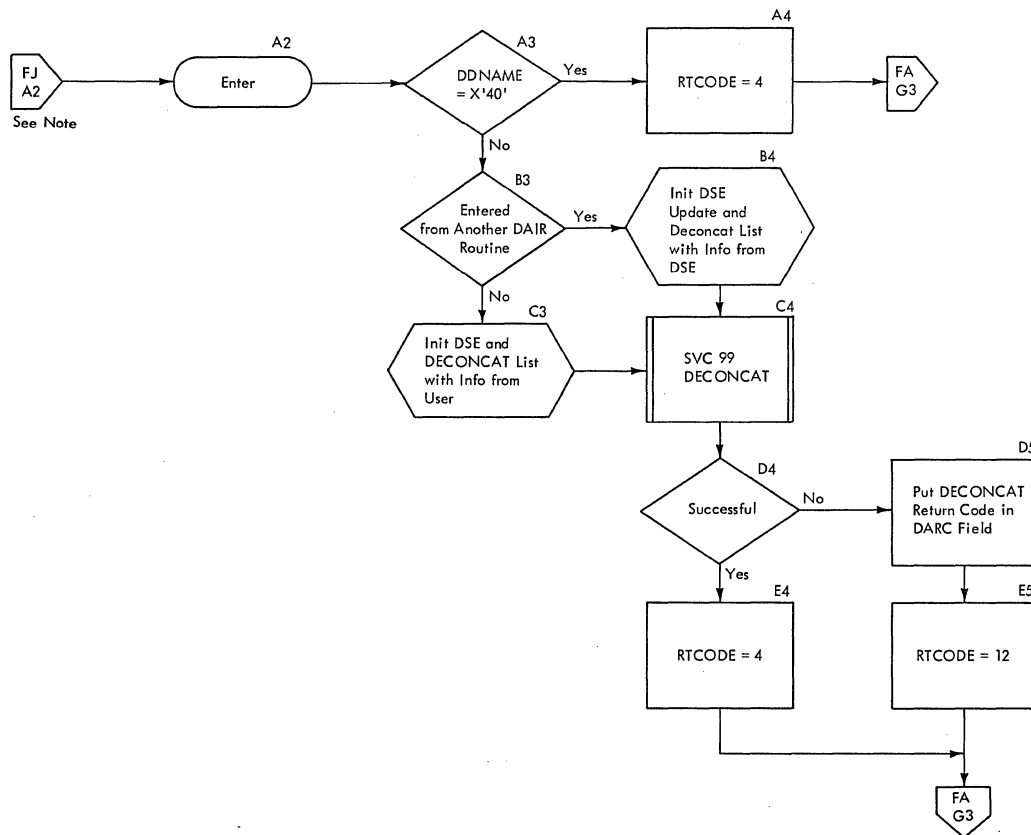 A2
A3
A4
FJ
A2
See Note
Enter
DDNAME
= X'40'
Yes
No
RTCODE = 4
FA
G3
B3
B4
Entered
from Another DAIR
Routine
Yes
No
Init DSE
Update and
Deconcat List
with Info from
DSE
C3
C4
Init DSE and
DECONCAT List
with Info from
User
SVC 99
DECONCAT
D4
D5
Successful
No
Yes
Put DECONCAT
Return Code in
DARC Field
E4
E5
RTCODE = 4
RTCODE = 12
FA
G3